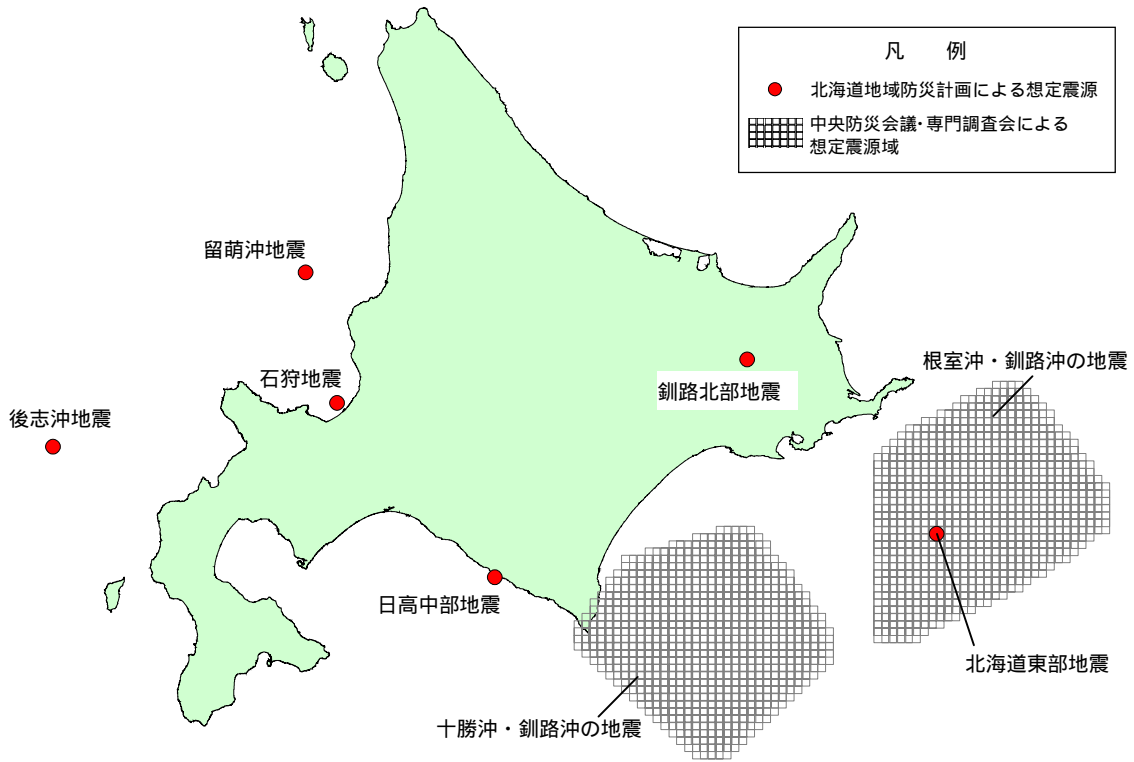 凡 例
北海道地域防災計画による想定震源
中央防災会議・専門調査会による
想定震源域
留萌沖地震
石狩地震
後志沖地震
釧路北部地震
根室沖・釧路沖の地震
日高中部地震
北海道東部地震
十勝沖・釧路沖の地震